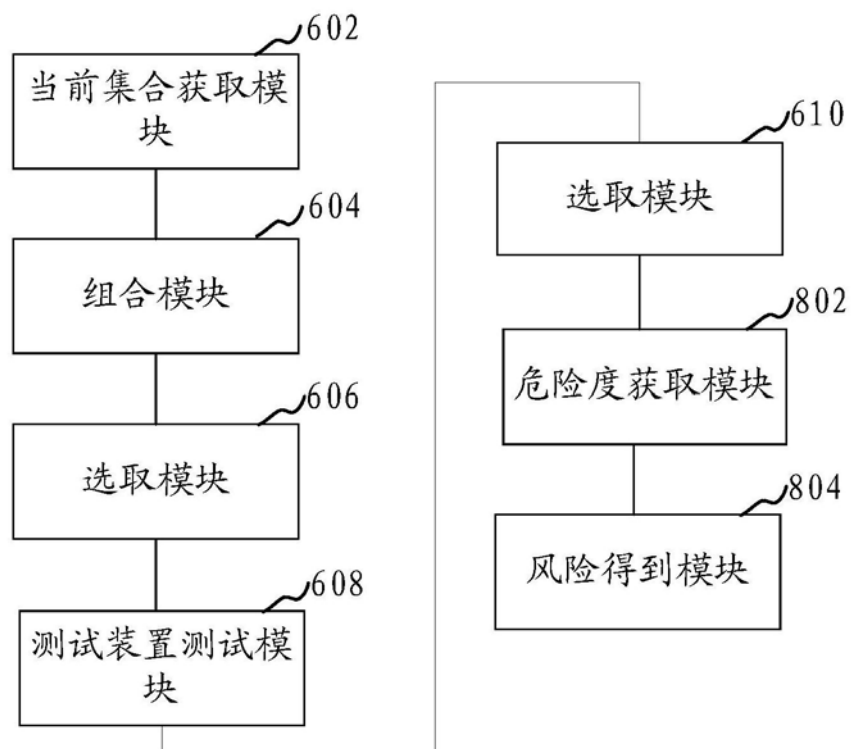 602
当前集合获取模
块
604
组合模块
606
选取模块
608
测试装置测试模
块
610
选取模块
802
危险度获取模块
804
风险得到模块